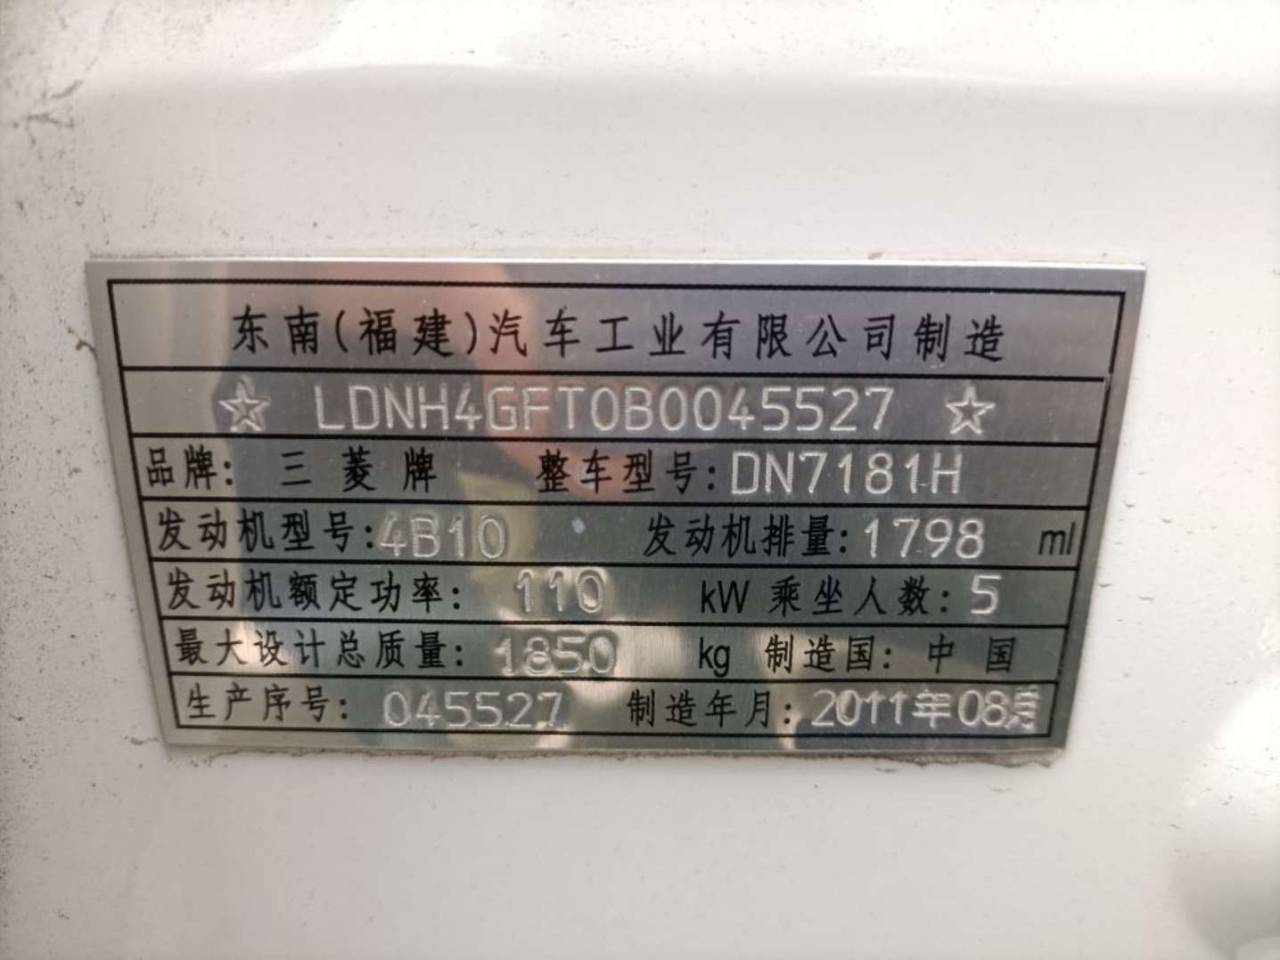 东南(福建)汽车工业有限公司制造
☆ LDNH4GFT0B0045527 ☆
品牌: 三菱牌 整车型号:DN7181H
发动机型号:4B10 发动机排量:1798 ml
发动机额定功率: 110 kW 乘坐人数:5
最大设计总质量: 1850 kg 制造国: 中国
生产序号: 045527 制造年月:2011年08月